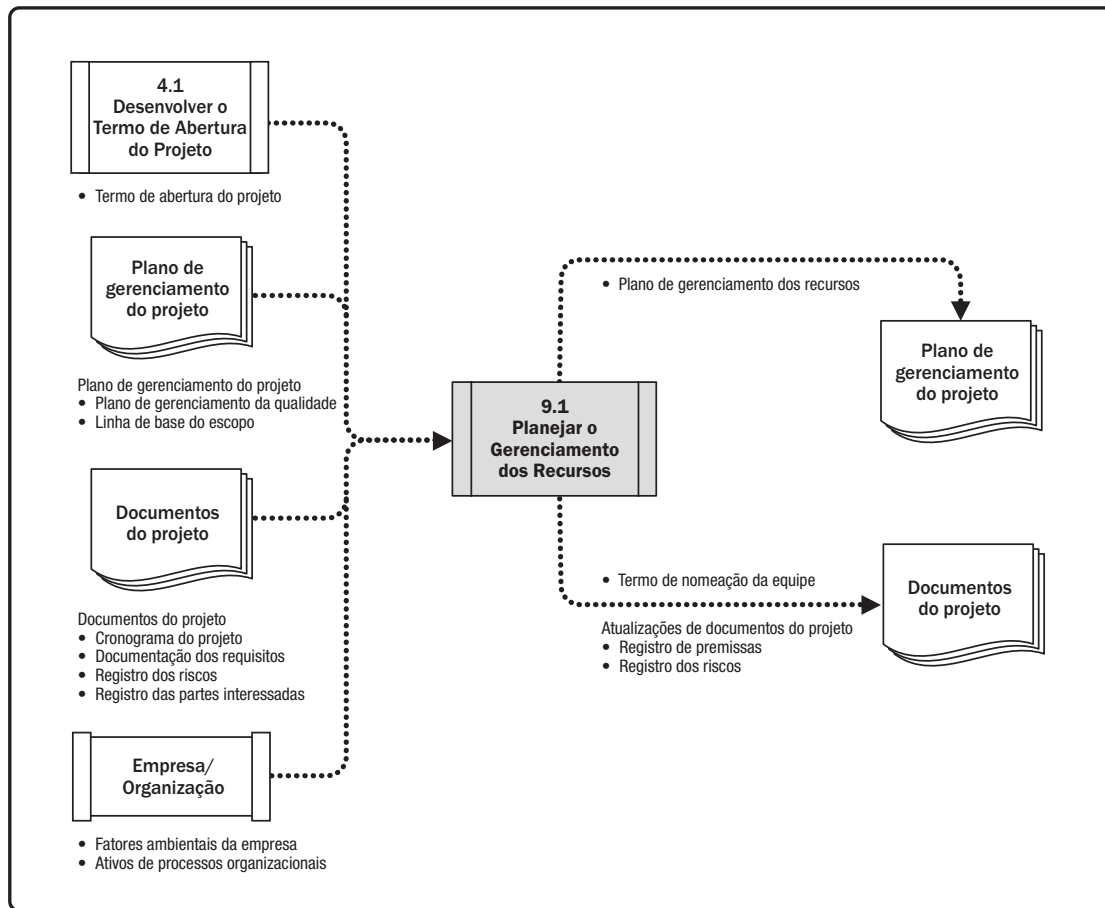 4.1
Desenvolver o
Termo de Abertura
do Projeto
• Termo de abertura do projeto
Plano de
gerenciamento
do projeto
Plano de gerenciamento do projeto
• Plano de gerenciamento da qualidade
• Linha de base do escopo
Documentos
do projeto
Documentos do projeto
• Cronograma do projeto
• Documentação dos requisitos
• Registro dos riscos
• Registro das partes interessadas
Empresa/
Organização
• Fatores ambientais da empresa
• Ativos de processos organizacionais
9.1
Planejar o
Gerenciamento
dos Recursos
• Plano de gerenciamento dos recursos
Plano de
gerenciamento
do projeto
• Termo de nomeação da equipe
Atualizações de documentos do projeto
• Registro de premissas
• Registro dos riscos
Documentos
do projeto